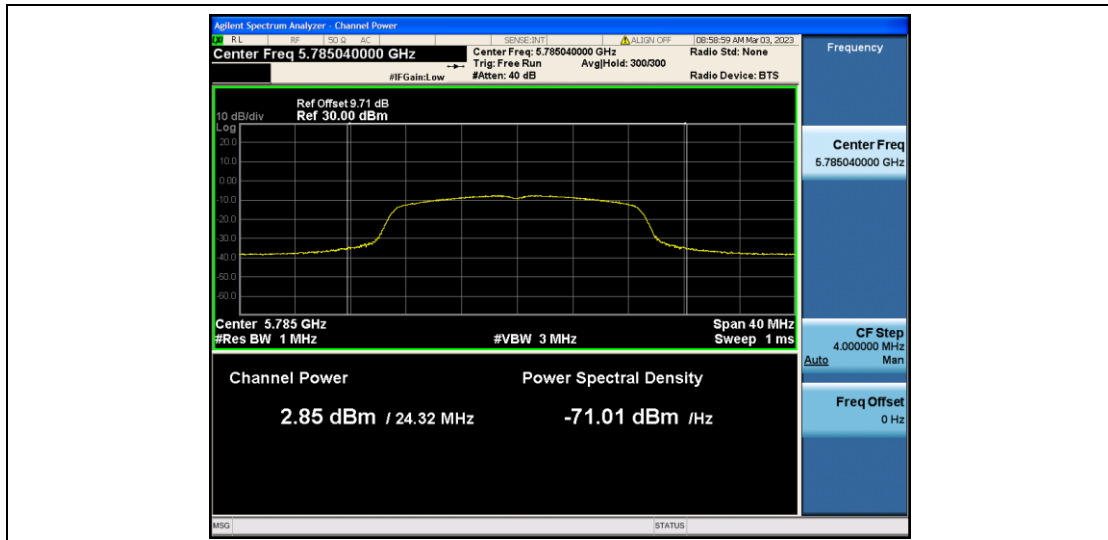 Agilent Spectrum Analyzer - Channel Power
RL RF 50 Ω AC SENSE:INT ALIGN OFF 08:58:59 AM Mar 03, 2023
Center Freq 5.785040000 GHz
Center Freq: 5.785040000 GHz
Radio Std: None
Trig: Free Run Avg|Hold: 300/300
#IFGain:Low #Atten: 40 dB Radio Device: BTS
Frequency
Ref Offset 9.71 dB
10 dB/div Ref 30.00 dBm
Log
20.0
10.0
0.00
-10.0
-20.0
-30.0
-40.0
-50.0
-60.0
Center 5.785 GHz Span 40 MHz
#Res BW 1 MHz #VBW 3 MHz Sweep 1 ms
Channel Power Power Spectral Density
2.85 dBm / 24.32 MHz -71.01 dBm /Hz
Center Freq
5.785040000 GHz
CF Step
4.000000 MHz
Auto Man
Freq Offset
0 Hz
MSG STATUS